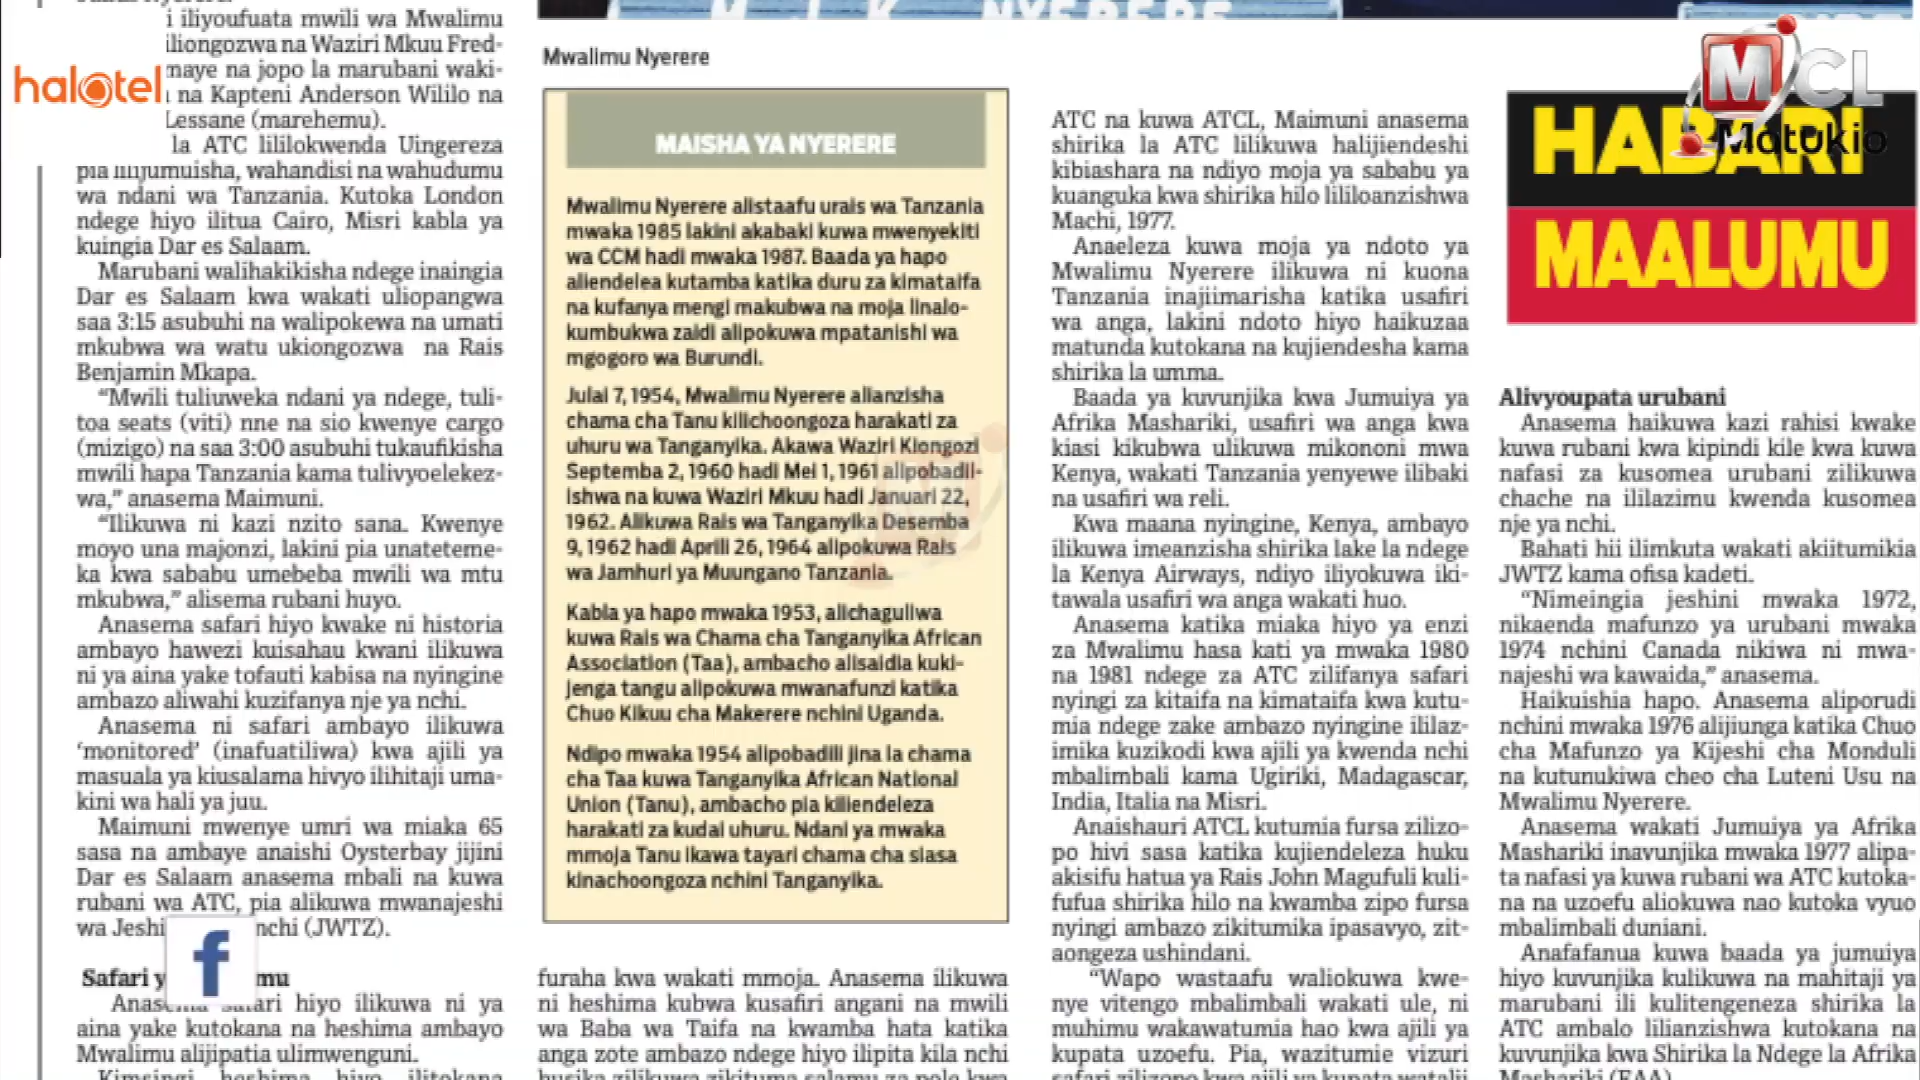 i iliyoufuata mwili wa Mwalimu
iliongozwa na Waziri Mkuu Fred-
maye na jopo la marubani waki-
na Kapteni Anderson Wililo na
Lessane (marehemu).
la ATC lililokwenda Uingereza
pia lilijumuisha, wahandisi na wahudumu
wa ndani wa Tanzania. Kutoka London
ndege hiyo ilitua Cairo, Misri kabla ya
kuingia Dar es Salaam.
Marubani walihakikisha ndege inaingia
Dar es Salaam kwa wakati uliopangwa
saa 3:15 asubuhi na walipokewa na umati
mkubwa wa watu ukiongozwa na Rais
Benjamin Mkapa.
“Mwili tuliuweka ndani ya ndege, tuli-
toa seats (viti) nne na sio kwenye cargo
(mizigo) na saa 3:00 asubuhi tukaufikisha
mwili hapa Tanzania kama tulivyoelekez-
wa,” anasema Maimuni.
“Ilikuwa ni kazi nzito sana. Kwenye
moyo una majonzi, lakini pia unateteme-
ka kwa sababu umebeba mwili wa mtu
mkubwa,” alisema rubani huyo.
Anasema safari hiyo kwake ni historia
ambayo hawezi kuisahau kwani ilikuwa
ni ya aina yake tofauti kabisa na nyingine
ambazo aliwahi kuzifanya nje ya nchi.
Anasema ni safari ambayo ilikuwa
‘monitored’ (inafuatiliwa) kwa ajili ya
masuala ya kiusalama hivyo ilihitaji uma-
kini wa hali ya juu.
Maimuni mwenye umri wa miaka 65
sasa na ambaye anaishi Oysterbay jijini
Dar es Salaam anasema mbali na kuwa
rubani wa ATC, pia alikuwa mwanajeshi
wa Jeshi nchi (JWTZ).
Safari y mu
Anasema safari hiyo ilikuwa ni ya
aina yake kutokana na heshima ambayo
Mwalimu alijipatia ulimwenguni.
Kimsingi heshima hiyo ilitokana
halotel
f
M.J.K. NYERERE
Mwalimu Nyerere
MAISHA YA NYERERE
Mwalimu Nyerere alistaafu urais wa Tanzania
mwaka 1985 lakini akabaki kuwa mwenyekiti
wa CCM hadi mwaka 1987. Baada ya hapo
aliendelea kutamba katika duru za kimataifa
na kufanya mengi makubwa na moja linalo-
kumbukwa zaidi alipokuwa mpatanishi wa
mgogoro wa Burundi.
Julai 7, 1954, Mwalimu Nyerere alianzisha
chama cha Tanu kilichoongoza harakati za
uhuru wa Tanganyika. Akawa Waziri Kiongozi
Septemba 2, 1960 hadi Mei 1, 1961 alipobadil-
ishwa na kuwa Waziri Mkuu hadi Januari 22,
1962. Alikuwa Rais wa Tanganyika Desemba
9, 1962 hadi Aprili 26, 1964 alipokuwa Rais
wa Jamhuri ya Muungano Tanzania.
Kabla ya hapo mwaka 1953, alichaguliwa
kuwa Rais wa Chama cha Tanganyika African
Association (Taa), ambacho alisaidia kuki-
jenga tangu alipokuwa mwanafunzi katika
Chuo Kikuu cha Makerere nchini Uganda.
Ndipo mwaka 1954 alipobadili jina la chama
cha Taa kuwa Tanganyika African National
Union (Tanu), ambacho pia kiliendeleza
harakati za kudai uhuru. Ndani ya mwaka
mmoja Tanu ikawa tayari chama cha siasa
kinachoongoza nchini Tanganyika.
furaha kwa wakati mmoja. Anasema ilikuwa
ni heshima kubwa kusafiri angani na mwili
wa Baba wa Taifa na kwamba hata katika
anga zote ambazo ndege hiyo ilipita kila nchi
husika zilikuwa zikituma salamu za pole kwa
ATC na kuwa ATCL, Maimuni anasema
shirika la ATC lilikuwa halijiendeshi
kibiashara na ndiyo moja ya sababu ya
kuanguka kwa shirika hilo lililoanzishwa
Machi, 1977.
Anaeleza kuwa moja ya ndoto ya
Mwalimu Nyerere ilikuwa ni kuona
Tanzania inajiimarisha katika usafiri
wa anga, lakini ndoto hiyo haikuzaa
matunda kutokana na kujiendesha kama
shirika la umma.
Baada ya kuvunjika kwa Jumuiya ya
Afrika Mashariki, usafiri wa anga kwa
kiasi kikubwa ulikuwa mikononi mwa
Kenya, wakati Tanzania yenyewe ilibaki
na usafiri wa reli.
Kwa maana nyingine, Kenya, ambayo
ilikuwa imeanzisha shirika lake la ndege
la Kenya Airways, ndiyo iliyokuwa iki-
tawala usafiri wa anga wakati huo.
Anasema katika miaka hiyo ya enzi
za Mwalimu hasa kati ya mwaka 1980
na 1981 ndege za ATC zilifanya safari
nyingi za kitaifa na kimataifa kwa kutu-
mia ndege zake ambazo nyingine ililaz-
imika kuzikodi kwa ajili ya kwenda nchi
mbalimbali kama Ugiriki, Madagascar,
India, Italia na Misri.
Anaishauri ATCL kutumia fursa zilizo-
po hivi sasa katika kujiendeleza huku
akisifu hatua ya Rais John Magufuli kuli-
fufua shirika hilo na kwamba zipo fursa
nyingi ambazo zikitumika ipasavyo, zit-
aongeza ushindani.
“Wapo wastaafu waliokuwa kwe-
nye vitengo mbalimbali wakati ule, ni
muhimu wakawatumia hao kwa ajili ya
kupata uzoefu. Pia, wazitumie vizuri
safari zilizopo kwa ajili ya kupata watalii
MCL
Matukio
HABARI
MAALUMU
Alivyoupata urubani
Anasema haikuwa kazi rahisi kwake
kuwa rubani kwa kipindi kile kwa kuwa
nafasi za kusomea urubani zilikuwa
chache na ililazimu kwenda kusomea
nje ya nchi.
Bahati hii ilimkuta wakati akiitumikia
JWTZ kama ofisa kadeti.
“Nimeingia jeshini mwaka 1972,
nikaenda mafunzo ya urubani mwaka
1974 nchini Canada nikiwa ni mwa-
najeshi wa kawaida,” anasema.
Haikuishia hapo. Anasema aliporudi
nchini mwaka 1976 alijiunga katika Chuo
cha Mafunzo ya Kijeshi cha Monduli
na kutunukiwa cheo cha Luteni Usu na
Mwalimu Nyerere.
Anasema wakati Jumuiya ya Afrika
Mashariki inavunjika mwaka 1977 alipa-
ta nafasi ya kuwa rubani wa ATC kutoka-
na na uzoefu aliokuwa nao kutoka vyuo
mbalimbali duniani.
Anafafanua kuwa baada ya jumuiya
hiyo kuvunjika kulikuwa na mahitaji ya
marubani ili kulitengeneza shirika la
ATC ambalo lilianzishwa kutokana na
kuvunjika kwa Shirika la Ndege la Afrika
Mashariki (EAA).